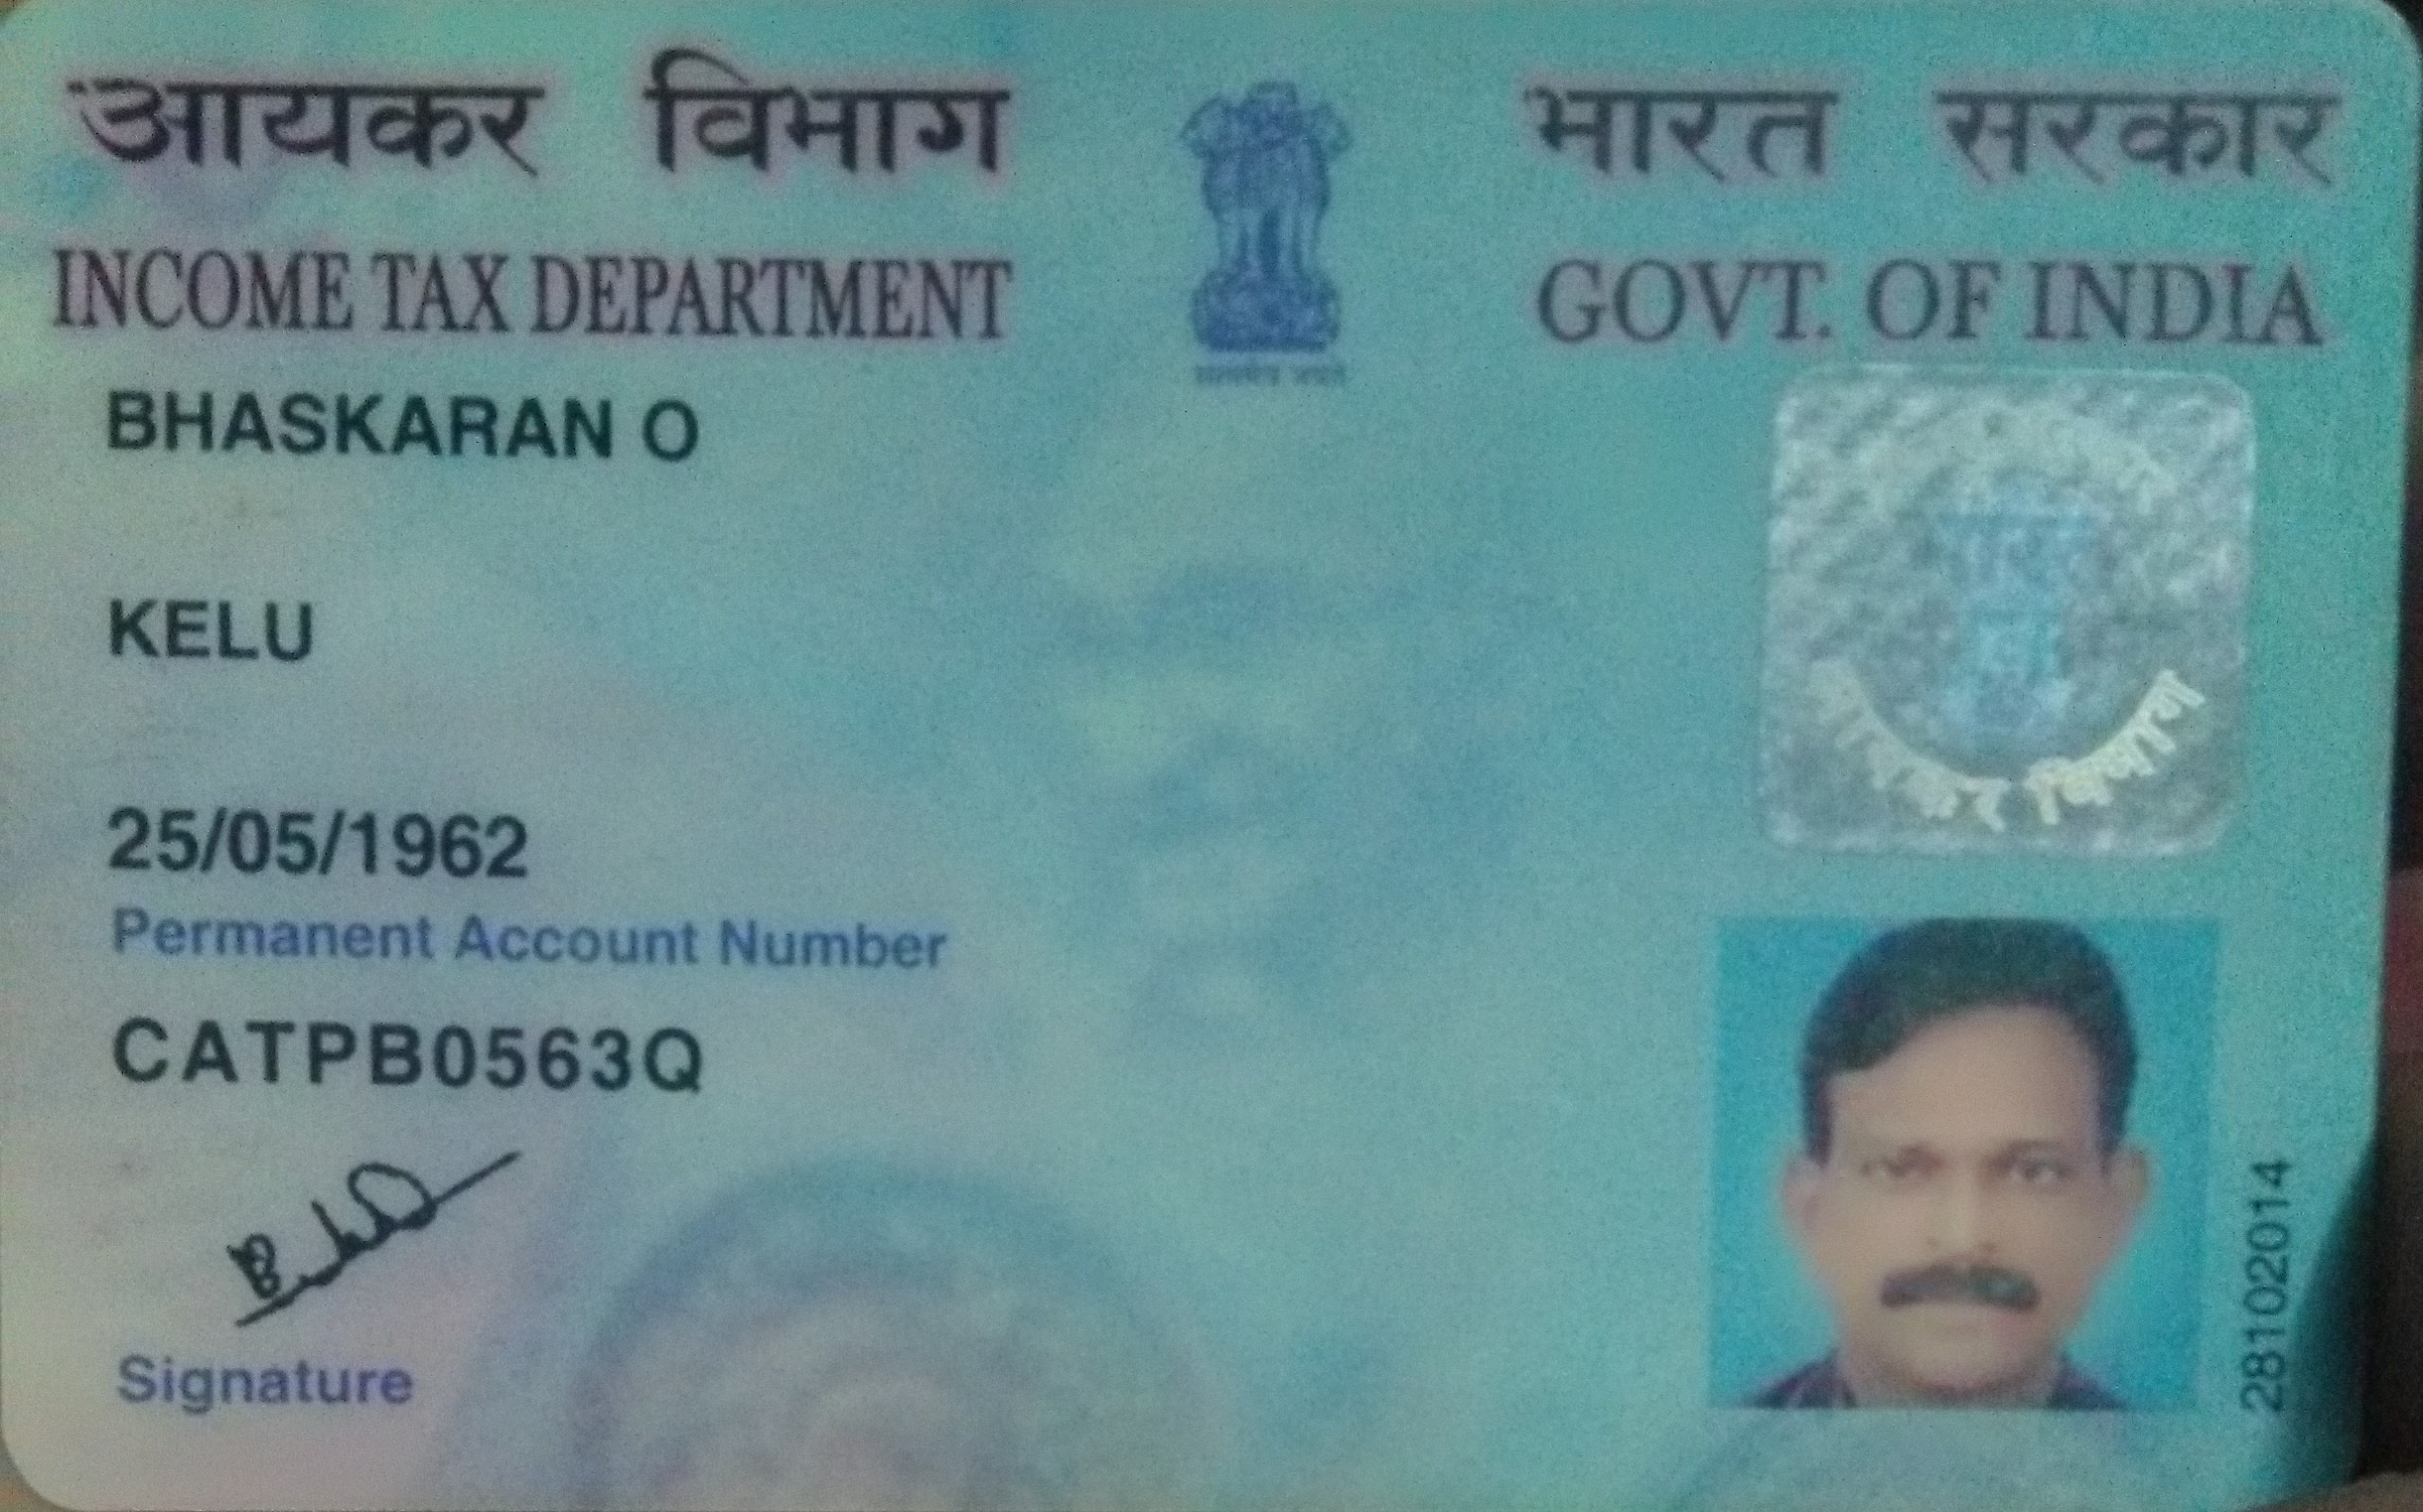 आयकर विभाग
INCOME TAX DEPARTMENT
भारत सरकार
GOVT. OF INDIA
सत्यमेव जयते
BHASKARAN O
KELU
25/05/1962
Permanent Account Number
CATPB0563Q
Signature
आयकर विभाग
28102014